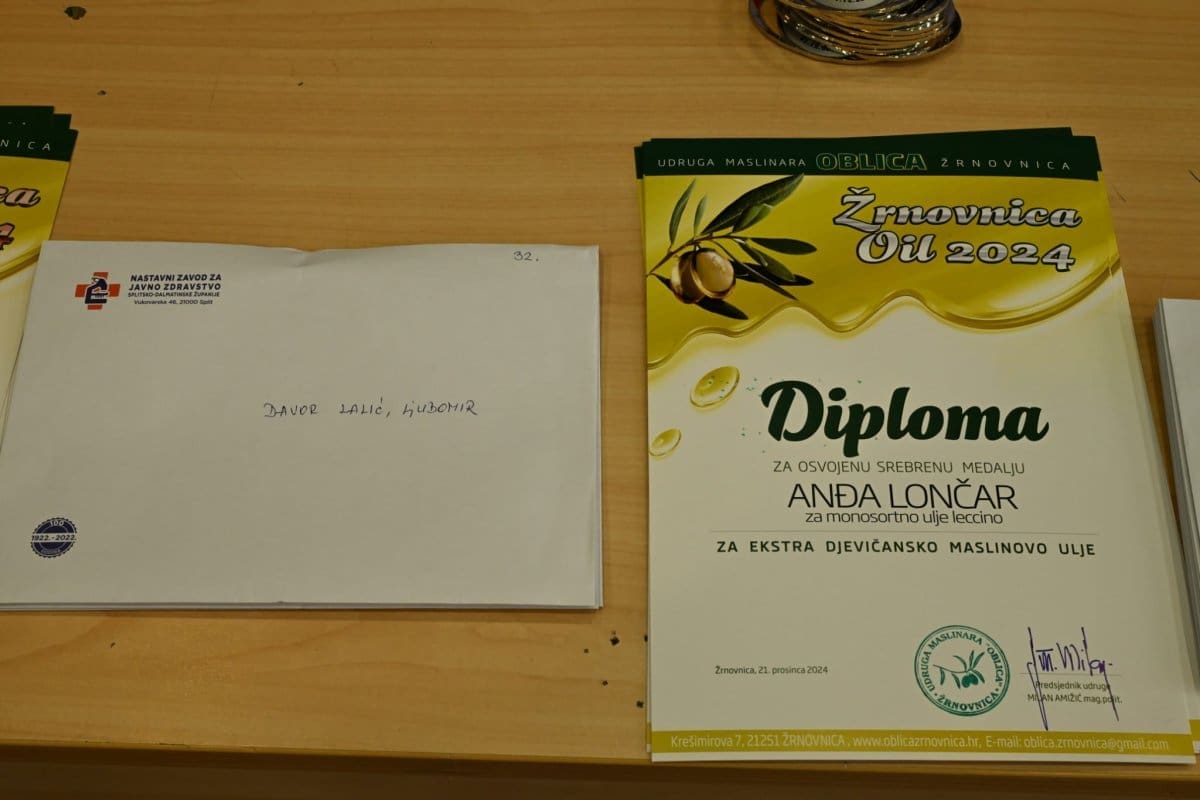 NICA
NASTAVNI ZAVOD ZA
JAVNO ZDRAVSTVO
SPLITSKO-DALMATINSKE ŽUPANIJE
Vukovarska 46, 21000 Split
32.
DAVOR LALIĆ, LJUBOMIR
100
1922.-2022.
UDRUGA MASLINARA OBLICA ŽRNOVNICA
Žrnovnica
Oil 2024
Diploma
ZA OSVOJENU SREBRENU MEDALJU
ANĐA LONČAR
za monosortno ulje leccino
ZA EKSTRA DJEVIČANSKO MASLINOVO ULJE
Žrnovnica, 21. prosinca 2024
UDRUGA MASLINARA "OBLICA"
ŽRNOVNICA
Predsjednik udruge
MILAN AMIŽIĆ mag.polit.
Krešimirova 7, 21251 ŽRNOVNICA , www.oblicazrnovnica.hr, E-mail: oblica.zrnovnica@gmail.com